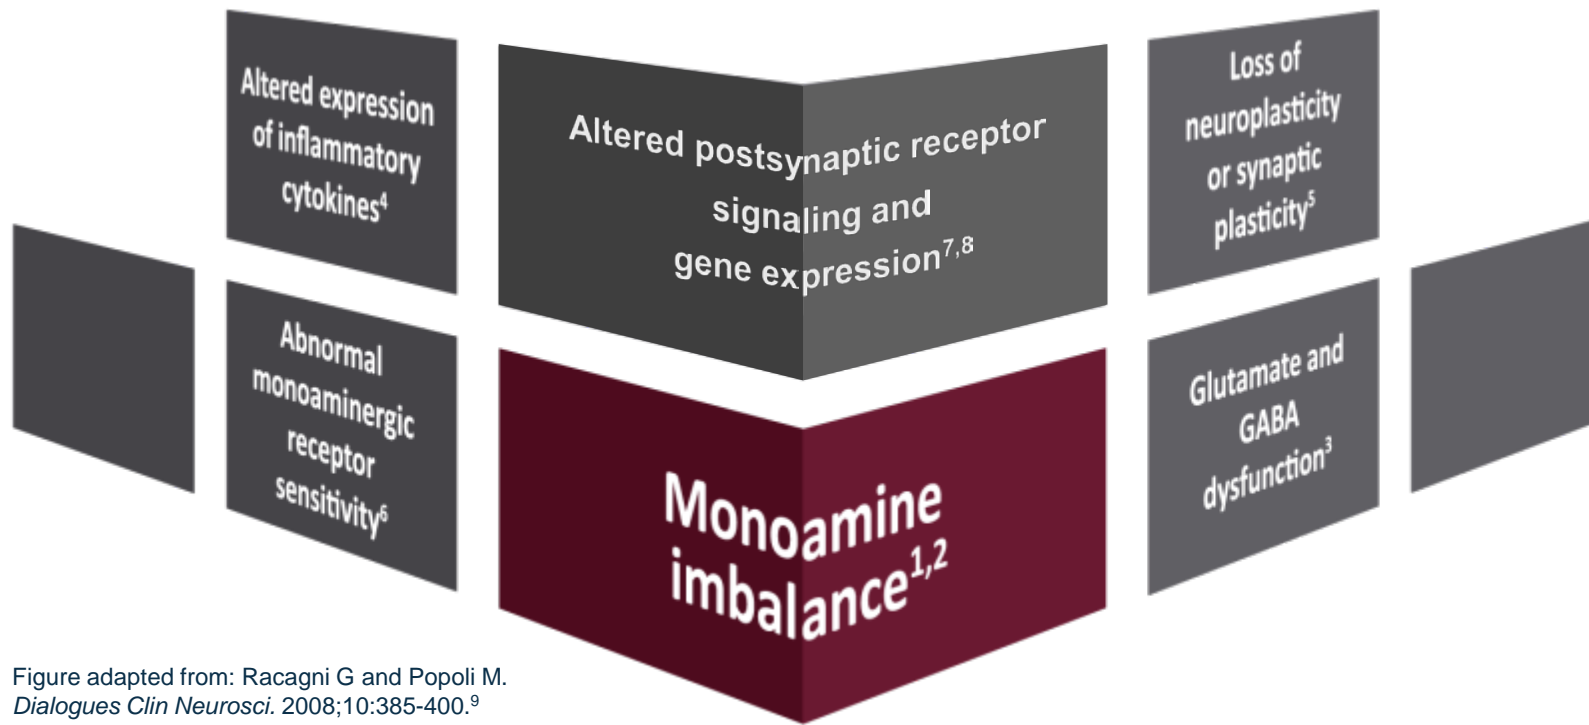 Altered expression
of inflammatory
cytokines⁴
Altered postsynaptic receptor
signaling and
gene expression⁷,⁸
Loss of
neuroplasticity
or synaptic
plasticity⁵
Abnormal
monoaminergic
receptor
sensitivity⁶
Monoamine
imbalance¹,²
Glutamate and
GABA
dysfunction³
Figure adapted from: Racagni G and Popoli M.
Dialogues Clin Neurosci. 2008;10:385-400.⁹